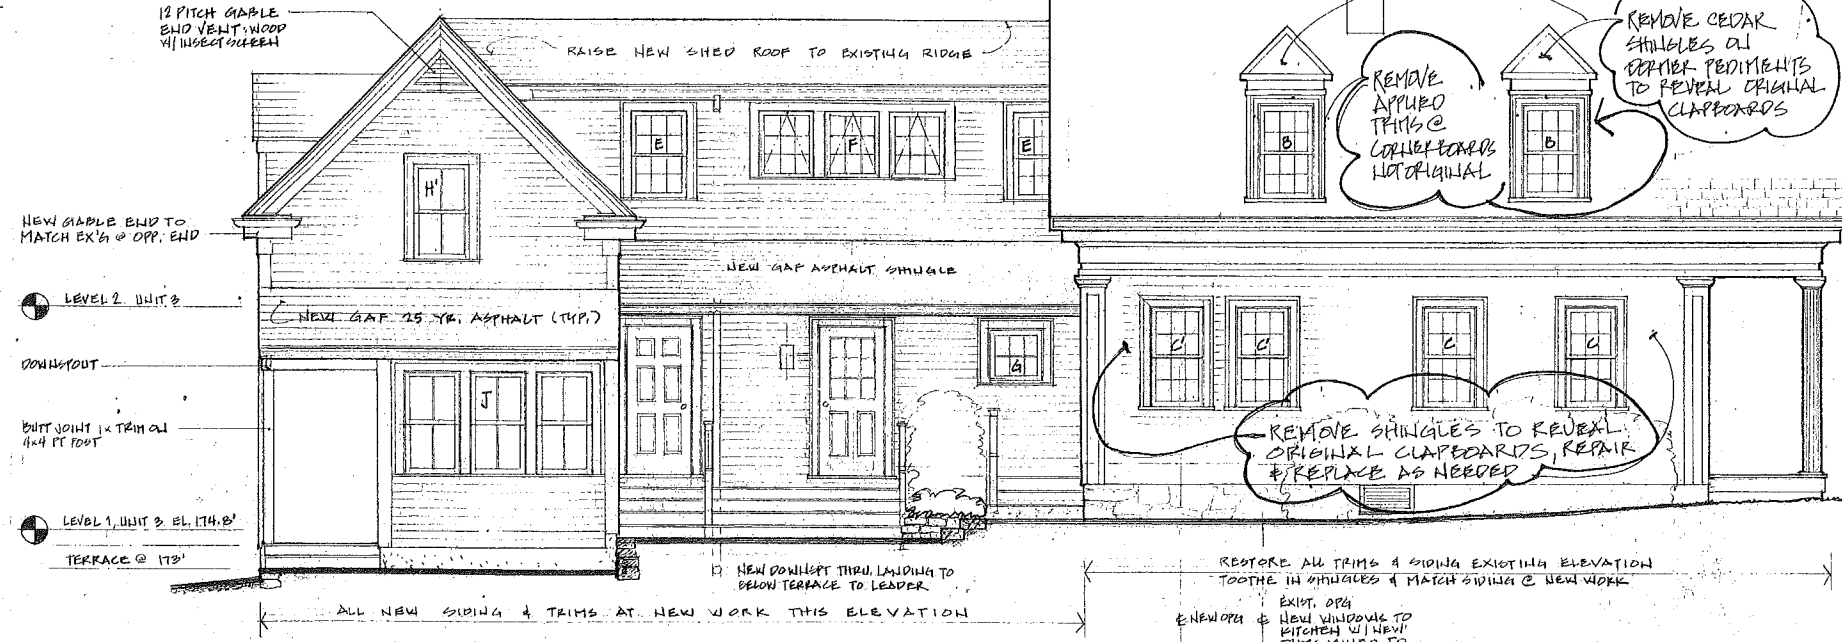 12 PITCH GABLE
END VENT: WOOD
W/ INSECT SCREEN
RAISE NEW SHED ROOF TO EXISTING RIDGE
REMOVE CEDAR
SHINGLES ON
DORMER PEDIMENTS
TO REVEAL ORIGINAL
CLAPBOARDS
REMOVE
APPLIED
TRIMS @
CORNERBOARDS
NOT ORIGINAL
E
F
E
B
B
H'
NEW GABLE END TO
MATCH EX'G @ OPP. END
NEW GAF ASPHALT SHINGLE
LEVEL 2 UNIT 3
NEW GAF 25 YR. ASPHALT (TYP.)
DOWNSPOUT
J
G
C'
C'
C
C
BUTT JOINT 1x TRIM ON
4x4 PT POST
REMOVE SHINGLES TO REVEAL
ORIGINAL CLAPBOARDS, REPAIR
& REPLACE AS NEEDED
LEVEL 1, UNIT 3 EL. 174.8'
TERRACE @ 173'
NEW DOWNSPT THRU LANDING TO
BELOW TERRACE TO LEADER
RESTORE ALL TRIMS & SIDING EXISTING ELEVATION
TOOTHE IN SHINGLES & MATCH SIDING @ NEW WORK
ALL NEW SIDING & TRIMS AT NEW WORK THIS ELEVATION
NEW OPG
EXIST. OPG
NEW WINDOWS TO
KITCHEN W/ NEW